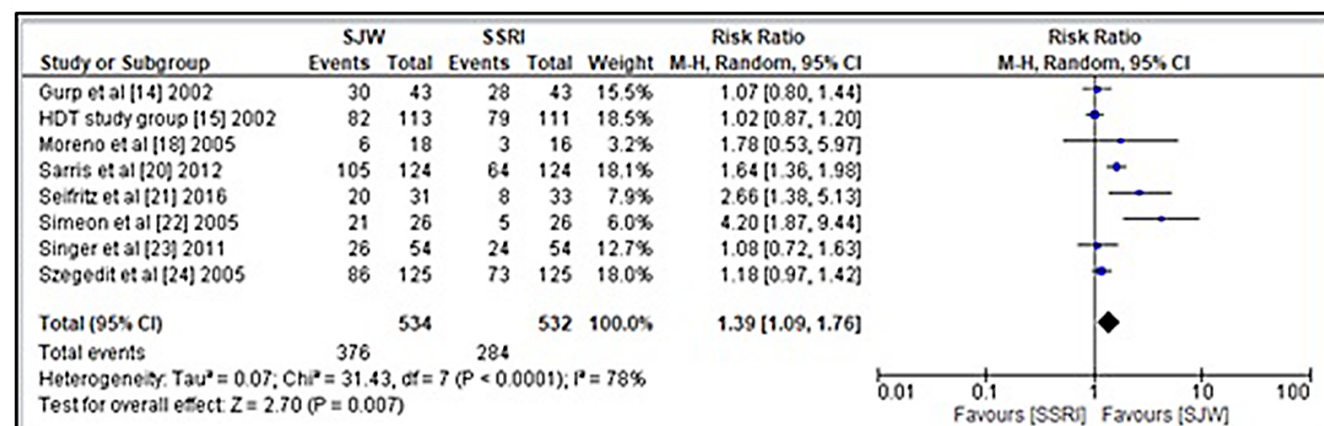 SJW SSRI Risk Ratio Risk Ratio
Study or Subgroup Events Total Events Total Weight M-H, Random, 95% CI M-H, Random, 95% CI
Gurp et al [14] 2002 30 43 28 43 15.5% 1.07 [0.80, 1.44]
HDT study group [15] 2002 82 113 79 111 18.5% 1.02 [0.87, 1.20]
Moreno et al [18] 2005 6 18 3 16 3.2% 1.78 [0.53, 5.97]
Sarris et al [20] 2012 105 124 64 124 18.1% 1.64 [1.36, 1.98]
Seifritz et al [21] 2016 20 31 8 33 7.9% 2.66 [1.38, 5.13]
Simeon et al [22] 2005 21 26 5 26 6.0% 4.20 [1.87, 9.44]
Singer et al [23] 2011 26 54 24 54 12.7% 1.08 [0.72, 1.63]
Szegedit et al [24] 2005 86 125 73 125 18.0% 1.18 [0.97, 1.42]
Total (95% CI) 534 532 100.0% 1.39 [1.09, 1.76]
Total events 376 284
Heterogeneity: Tau² = 0.07; Chi² = 31.43, df = 7 (P < 0.0001); I² = 78%
Test for overall effect: Z = 2.70 (P = 0.007)
0.01 0.1 1 10 100
Favours [SSRI] Favours [SJW]